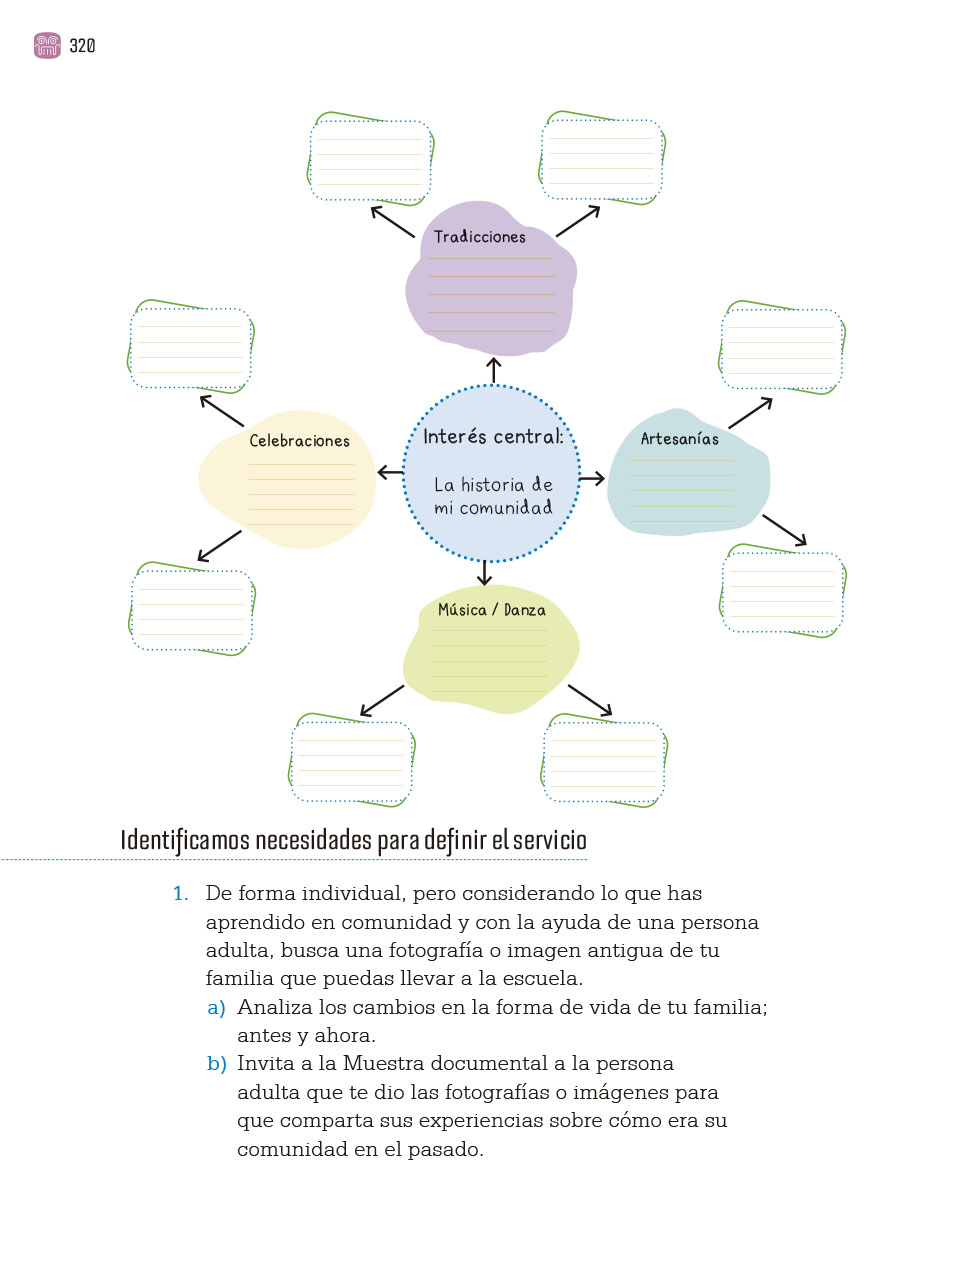 320
Tradicciones
Celebraciones
Interés central:
La historia de
mi comunidad
Artesanías
Música / Danza
Identificamos necesidades para definir el servicio
1. De forma individual, pero considerando lo que has
aprendido en comunidad y con la ayuda de una persona
adulta, busca una fotografía o imagen antigua de tu
familia que puedas llevar a la escuela.
a) Analiza los cambios en la forma de vida de tu familia;
antes y ahora.
b) Invita a la Muestra documental a la persona
adulta que te dio las fotografías o imágenes para
que comparta sus experiencias sobre cómo era su
comunidad en el pasado.